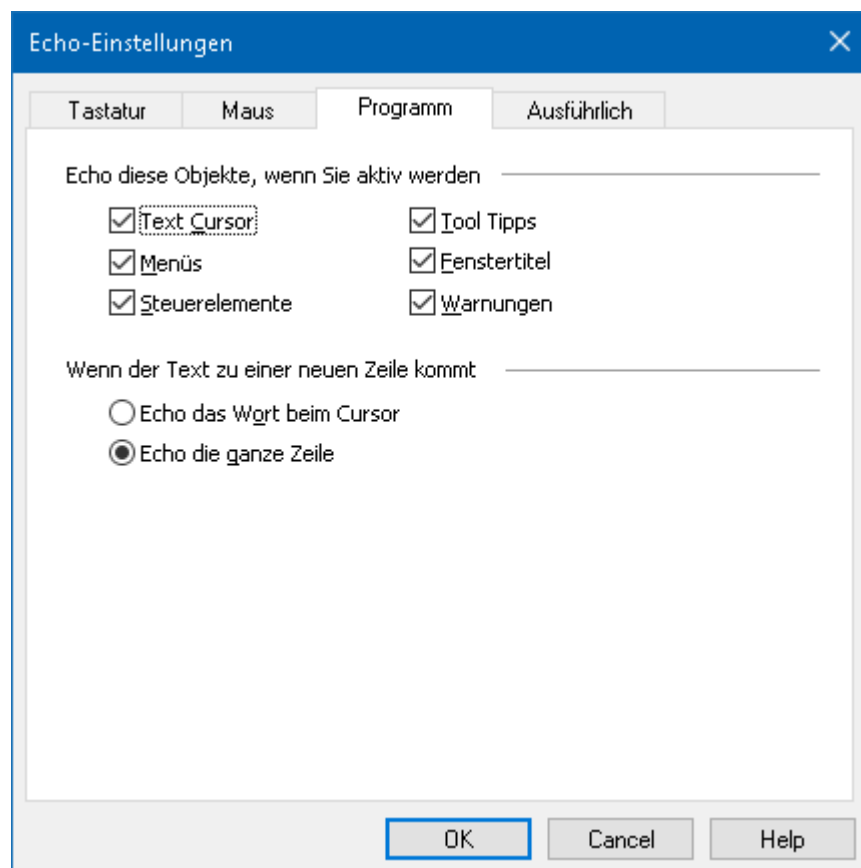 Echo-Einstellungen
Tastatur Maus Programm Ausführlich
Echo diese Objekte, wenn Sie aktiv werden
Text Cursor Tool Tipps
Menüs Fenstertitel
Steuerelemente Warnungen
Wenn der Text zu einer neuen Zeile kommt
Echo das Wort beim Cursor
Echo die ganze Zeile
OK Cancel Help